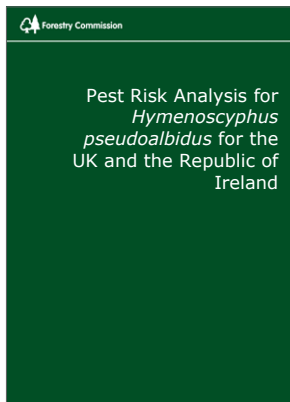 Forestry Commission
Pest Risk Analysis for
Hymenoscyphus
pseudoalbidus for the
UK and the Republic of
Ireland